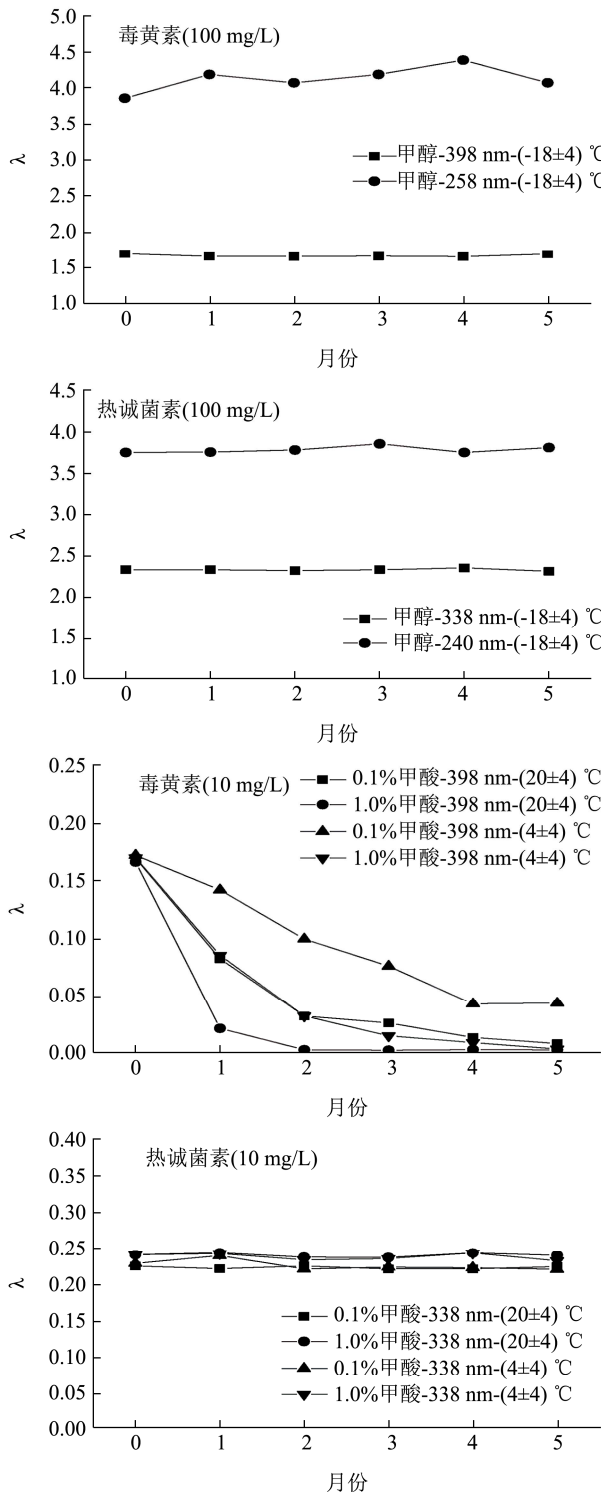 毒黄素(100 mg/L)
5.0
4.5
4.0
3.5
3.0
2.5
2.0
1.5
1.0
λ
甲醇-398 nm-(-18±4) ℃
甲醇-258 nm-(-18±4) ℃
0 1 2 3 4 5
月份
热诚菌素(100 mg/L)
4.5
4.0
3.5
3.0
2.5
2.0
1.5
1.0
λ
甲醇-338 nm-(-18±4) ℃
甲醇-240 nm-(-18±4) ℃
0 1 2 3 4 5
月份
毒黄素(10 mg/L)
0.25
0.20
0.15
0.10
0.05
0.00
λ
0.1%甲酸-398 nm-(20±4) ℃
1.0%甲酸-398 nm-(20±4) ℃
0.1%甲酸-398 nm-(4±4) ℃
1.0%甲酸-398 nm-(4±4) ℃
0 1 2 3 4 5
月份
热诚菌素(10 mg/L)
0.40
0.35
0.30
0.25
0.20
0.15
0.10
0.05
0.00
λ
0.1%甲酸-338 nm-(20±4) ℃
1.0%甲酸-338 nm-(20±4) ℃
0.1%甲酸-338 nm-(4±4) ℃
1.0%甲酸-338 nm-(4±4) ℃
0 1 2 3 4 5
月份